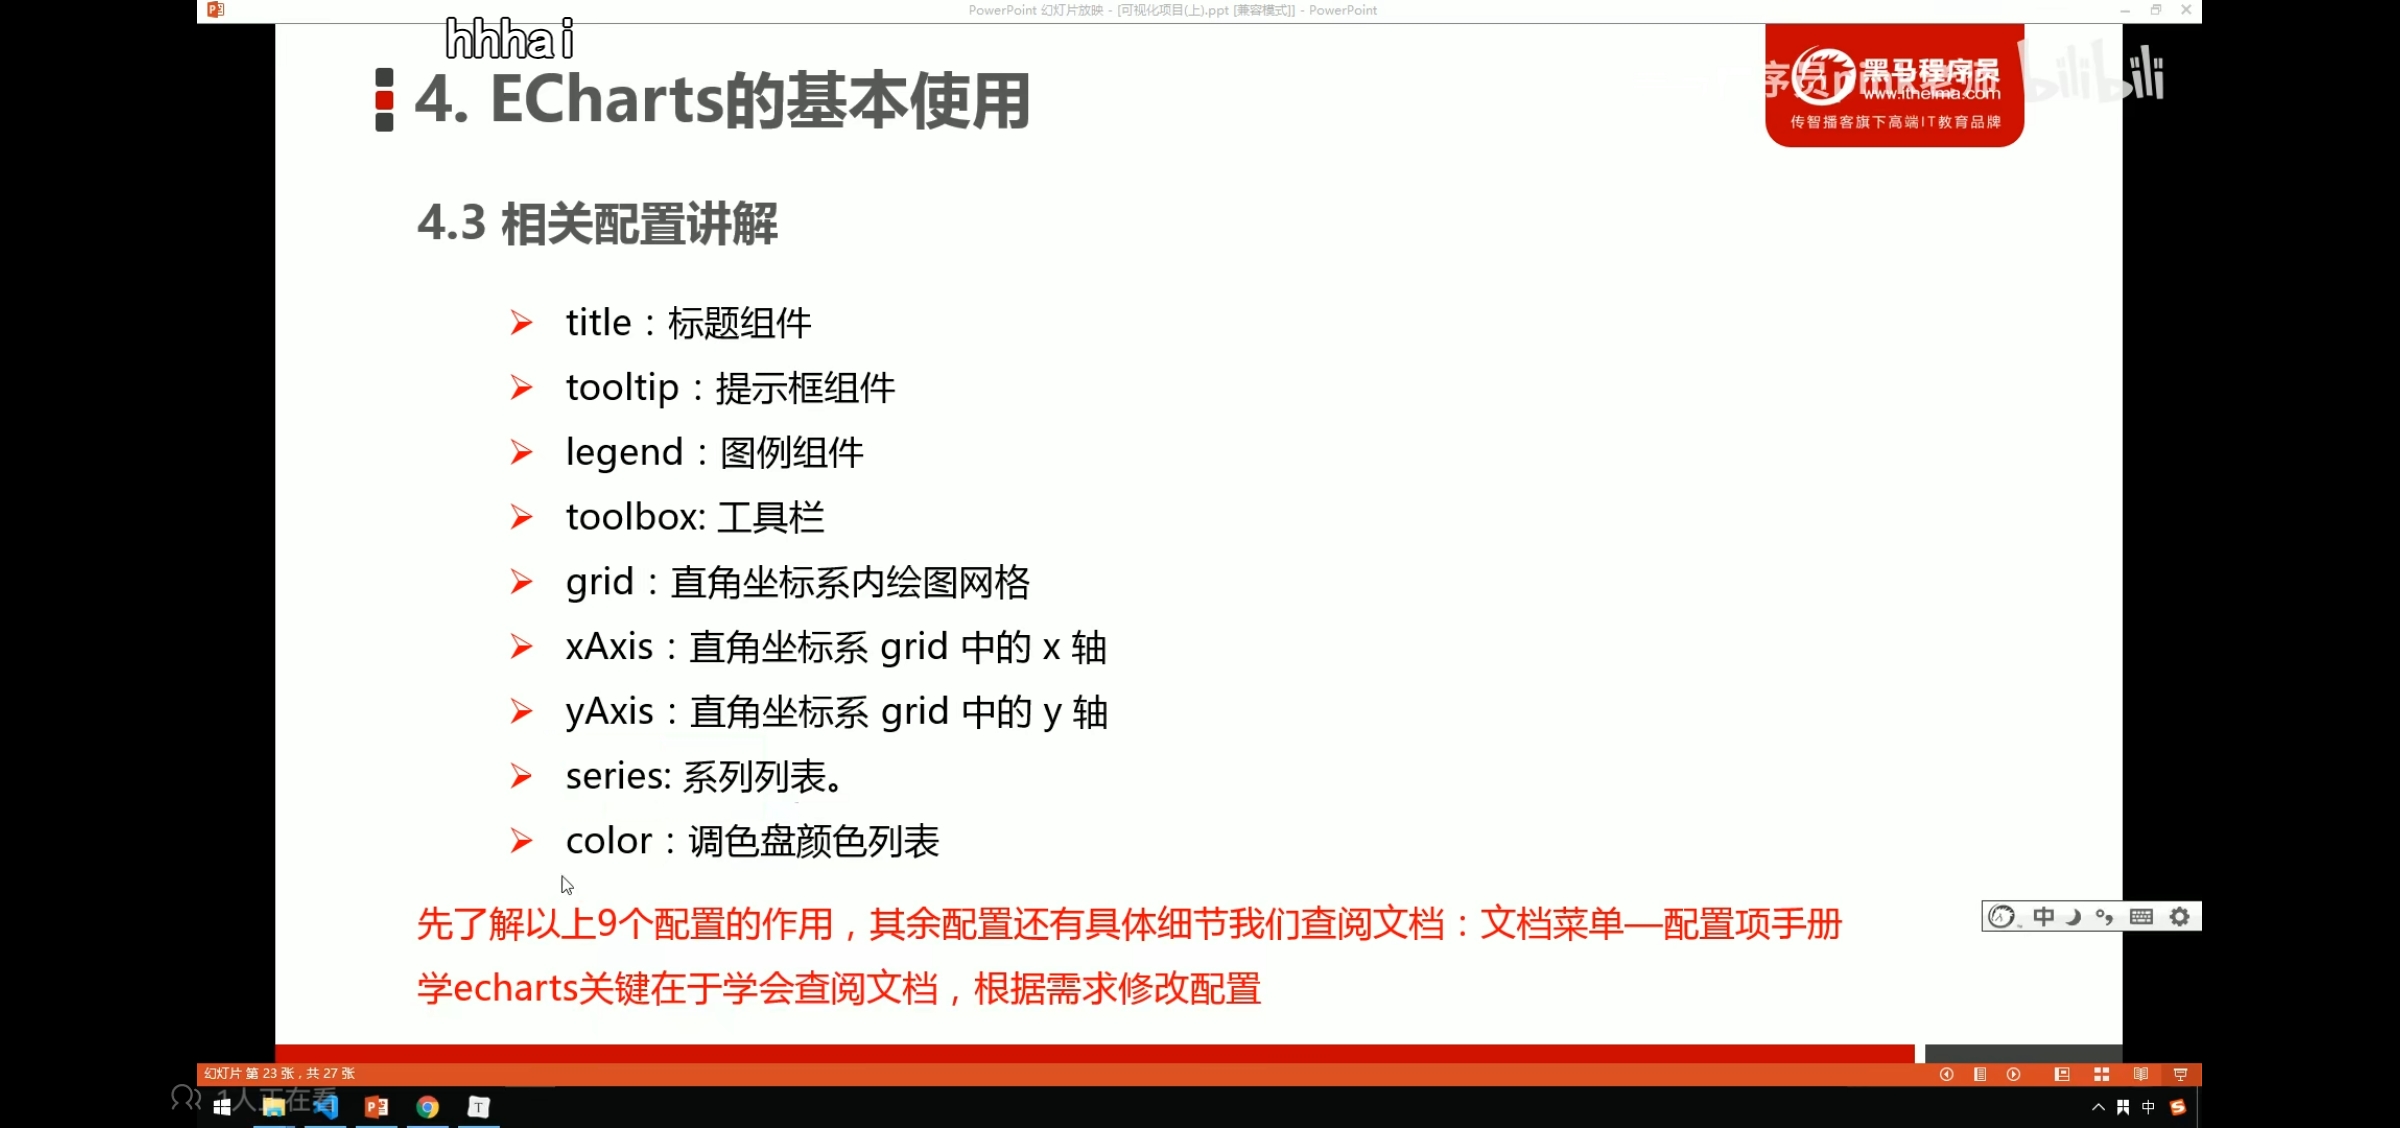 PowerPoint 幻灯片放映 - [可视化项目(上).ppt [兼容模式]] - PowerPoint
hhhai
4. ECharts的基本使用
序员pink老师
bilibili
黑马程序员
www.itheima.com
传智播客旗下高端IT教育品牌
4.3 相关配置讲解
title：标题组件
tooltip：提示框组件
legend：图例组件
toolbox: 工具栏
grid：直角坐标系内绘图网格
xAxis：直角坐标系 grid 中的 x 轴
yAxis：直角坐标系 grid 中的 y 轴
series: 系列列表。
color：调色盘颜色列表
先了解以上9个配置的作用，其余配置还有具体细节我们查阅文档：文档菜单—配置项手册
学echarts关键在于学会查阅文档，根据需求修改配置
中
幻灯片 第 23 张，共 27 张
1人正在看
中